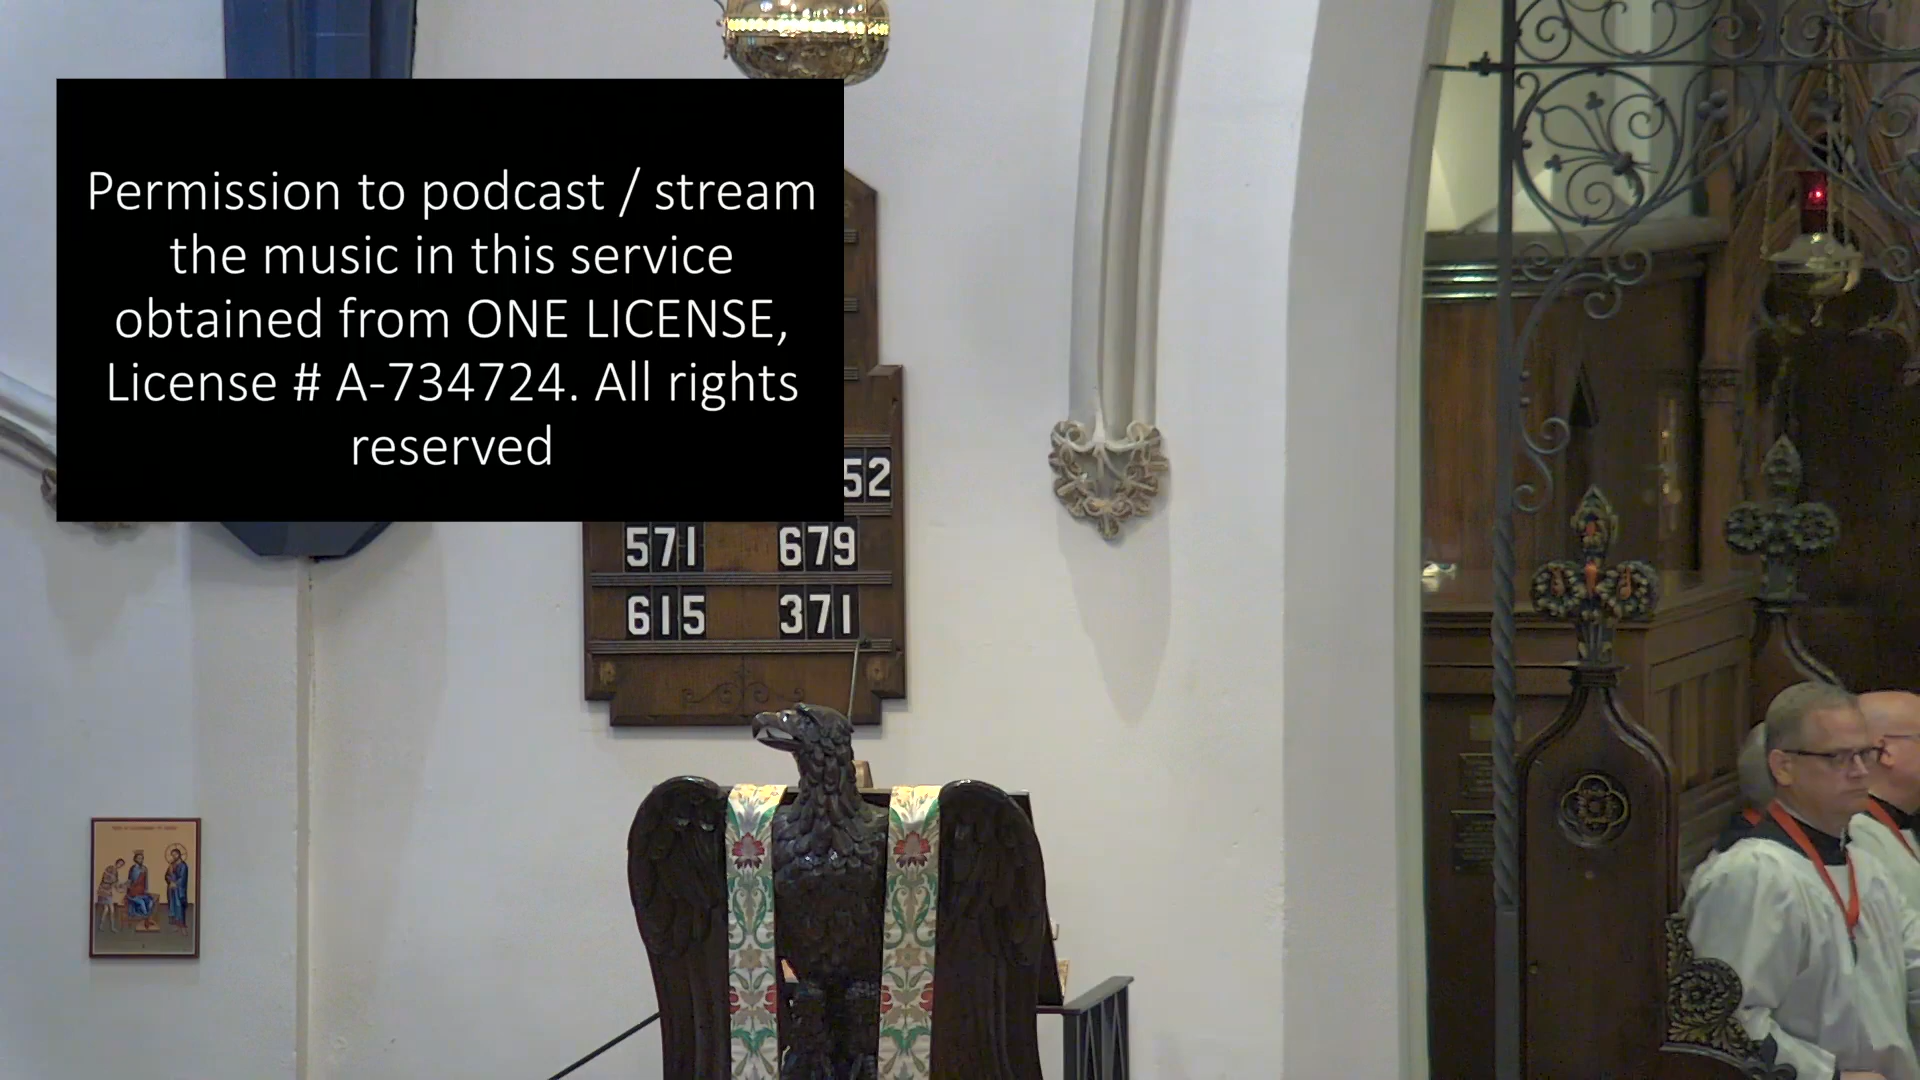 Permission to podcast / stream
the music in this service
obtained from ONE LICENSE,
License # A-734724. All rights
reserved
52
571 679
615 371